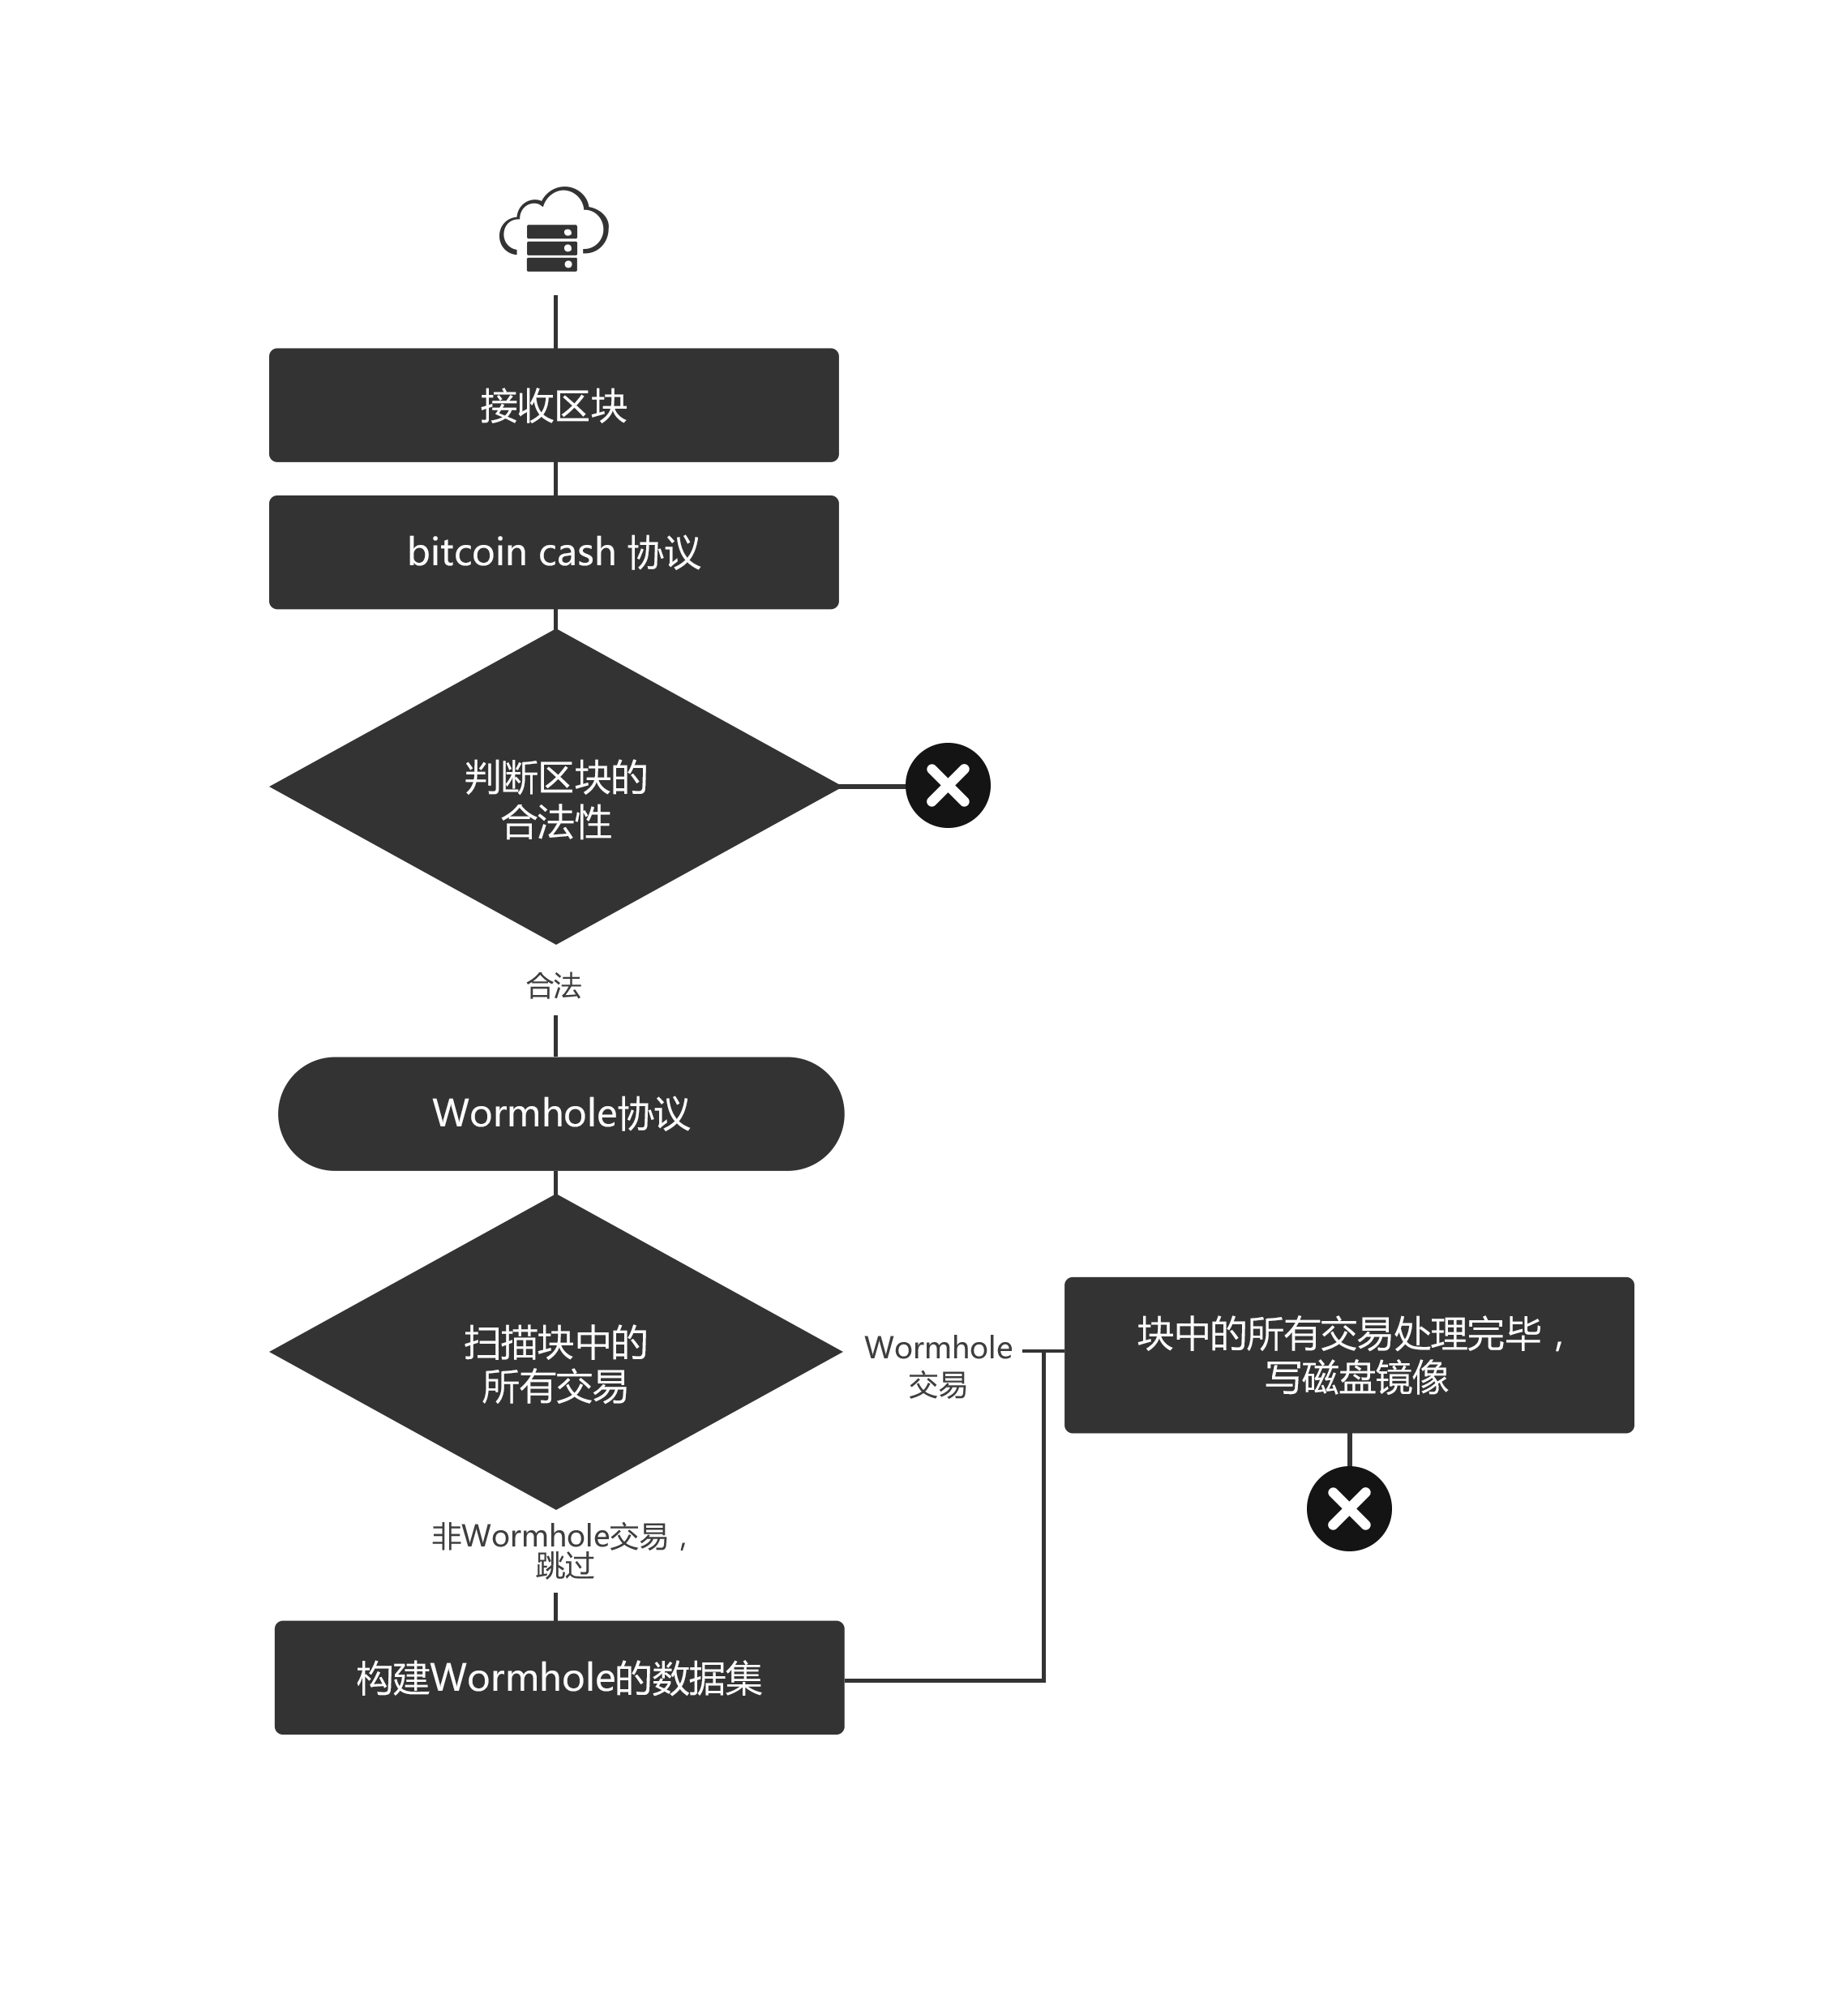 接收区块
bitcoin cash 协议
判断区块的
合法性
合法
Wormhole协议
扫描块中的
所有交易
Wormhole
交易
块中的所有交易处理完毕，
写磁盘镜像
非Wormhole交易，
跳过
构建Wormhole的数据集